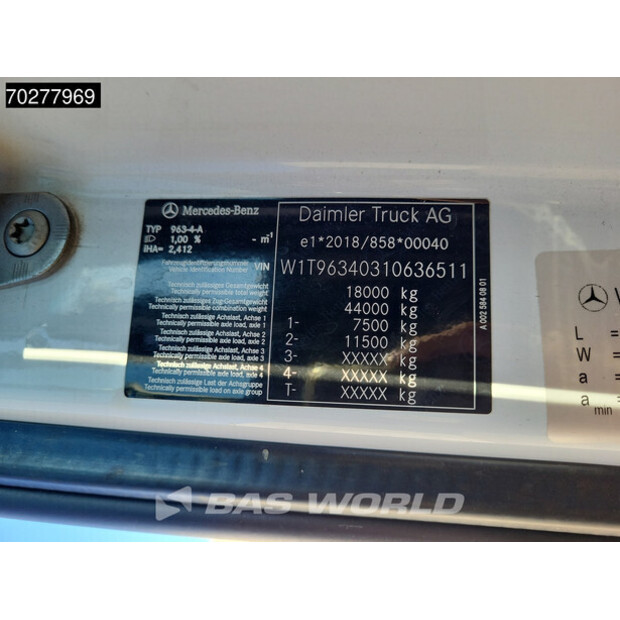 70277969
Mercedes-Benz
Daimler Truck AG
TYP 963-4-A
1,00 % - m⁻¹
iHA= 2,412
e1*2018/858*00040
Fahrzeugidentifizierungsnummer
Vehicle Identification Number VIN W1T96340310636511
Technisch zulässiges Gesamtgewicht
Technically permissible total weight 18000 kg
Technisch zulässiges Zug-Gesamtgewicht
Technically permissible combination weight 44000 kg
Technisch zulässige Achslast, Achse 1
Technically permissible axle load, axle 1 1- 7500 kg
Technisch zulässige Achslast, Achse 2
Technically permissible axle load, axle 2 2- 11500 kg
Technisch zulässige Achslast, Achse 3
Technically permissible axle load, axle 3 3- XXXXX kg
Technisch zulässige Achslast, Achse 4
Technically permissible axle load, axle 4 4- XXXXX kg
Technisch zulässige Last der Achsgruppe
Technically permissible load on axle group T- XXXXX kg
A 002 584 08 01
L =
W =
a =
a min =
BAS WORLD